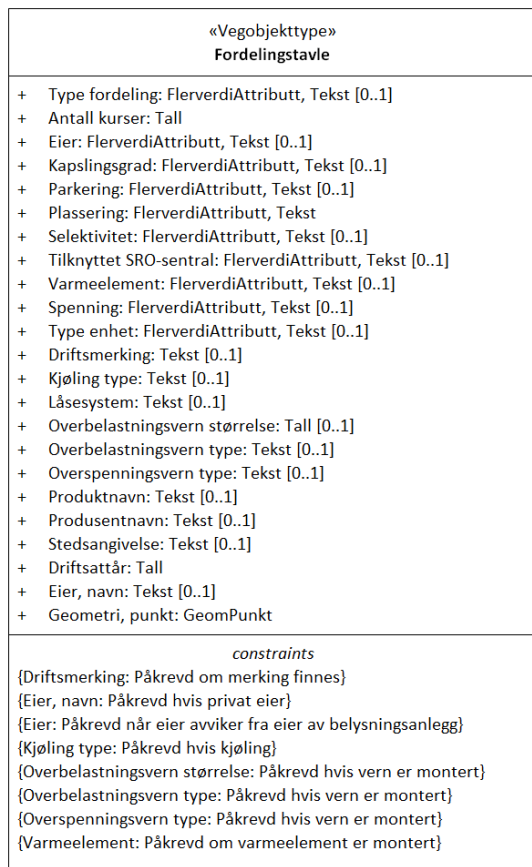 «Vegobjekttype»
Fordelingstavle
+ Type fordeling: FlerverdiAttributt, Tekst [0..1]
+ Antall kurser: Tall
+ Eier: FlerverdiAttributt, Tekst [0..1]
+ Kapslingsgrad: FlerverdiAttributt, Tekst [0..1]
+ Parkering: FlerverdiAttributt, Tekst [0..1]
+ Plassering: FlerverdiAttributt, Tekst
+ Selektivitet: FlerverdiAttributt, Tekst [0..1]
+ Tilknyttet SRO-sentral: FlerverdiAttributt, Tekst [0..1]
+ Varmeelement: FlerverdiAttributt, Tekst [0..1]
+ Spenning: FlerverdiAttributt, Tekst [0..1]
+ Type enhet: FlerverdiAttributt, Tekst [0..1]
+ Driftsmerking: Tekst [0..1]
+ Kjøling type: Tekst [0..1]
+ Låsesystem: Tekst [0..1]
+ Overbelastningsvern størrelse: Tall [0..1]
+ Overbelastningsvern type: Tekst [0..1]
+ Overspenningsvern type: Tekst [0..1]
+ Produktnavn: Tekst [0..1]
+ Produsentnavn: Tekst [0..1]
+ Stedsangivelse: Tekst [0..1]
+ Driftsattår: Tall
+ Eier, navn: Tekst [0..1]
+ Geometri, punkt: GeomPunkt
constraints
{Driftsmerking: Påkrevd om merking finnes}
{Eier, navn: Påkrevd hvis privat eier}
{Eier: Påkrevd når eier avviker fra eier av belysningsanlegg}
{Kjøling type: Påkrevd hvis kjøling}
{Overbelastningsvern størrelse: Påkrevd hvis vern er montert}
{Overbelastningsvern type: Påkrevd hvis vern er montert}
{Overspenningsvern type: Påkrevd hvis vern er montert}
{Varmeelement: Påkrevd om varmeelement er montert}